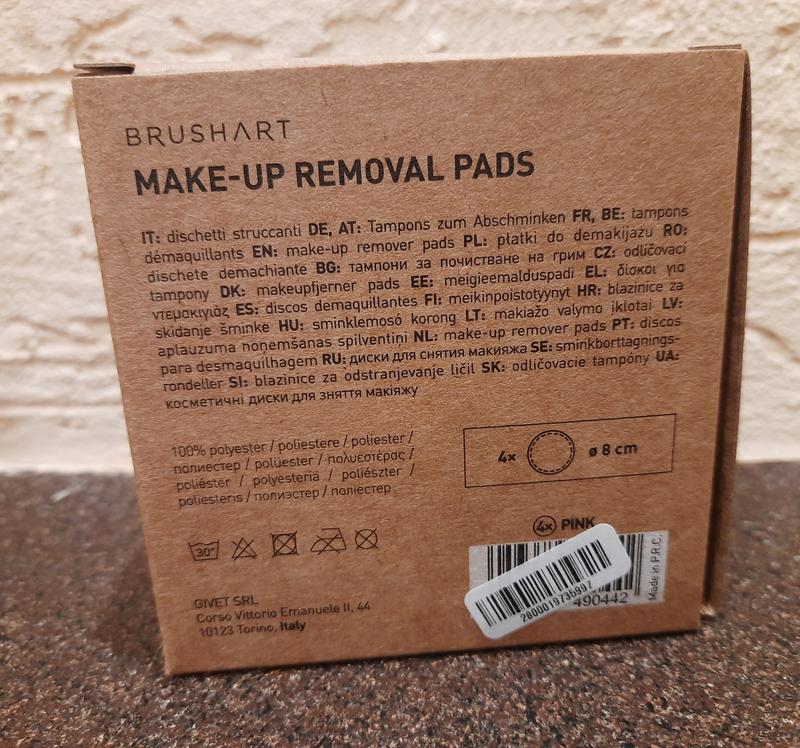 BRUSHART
MAKE-UP REMOVAL PADS
IT: dischetti struccanti DE, AT: Tampons zum Abschminken FR, BE: tampons
démaquillants EN: make-up remover pads PL: płatki do demakijażu RO:
dischete demachiante BG: тампони за почистване на грим CZ: odličovací
tampony DK: makeupfjerner pads EE: meigieemalduspadi EL: δίσκοι για
ντεμακιγιάζ ES: discos demaquillantes FI: meikinpoistotyynyt HR: blazinice za
skidanje šminke HU: sminklemosó korong LT: makiažo valymo įklotai LV:
aplauzuma noņemšanas spilventiņi NL: make-up remover pads PT: discos
para desmaquilhagem RU: диски для снятия макияжа SE: sminkborttagnings-
rondeller SI: blazinice za odstranjevanje ličil SK: odličovacie tampóny UA:
косметичні диски для зняття макіяжу
100% polyester / poliestere / poliester /
полиестер / polüester / πολυεστέρας /
poliéster / polyesteriä / poliészter /
poliesteris / полиэстер / поліестер
4x ø 8 cm
30°
4x PINK
2800019736997
490442
Made in P.R.C.
GIVET SRL
Corso Vittorio Emanuele II, 44
10123 Torino, Italy